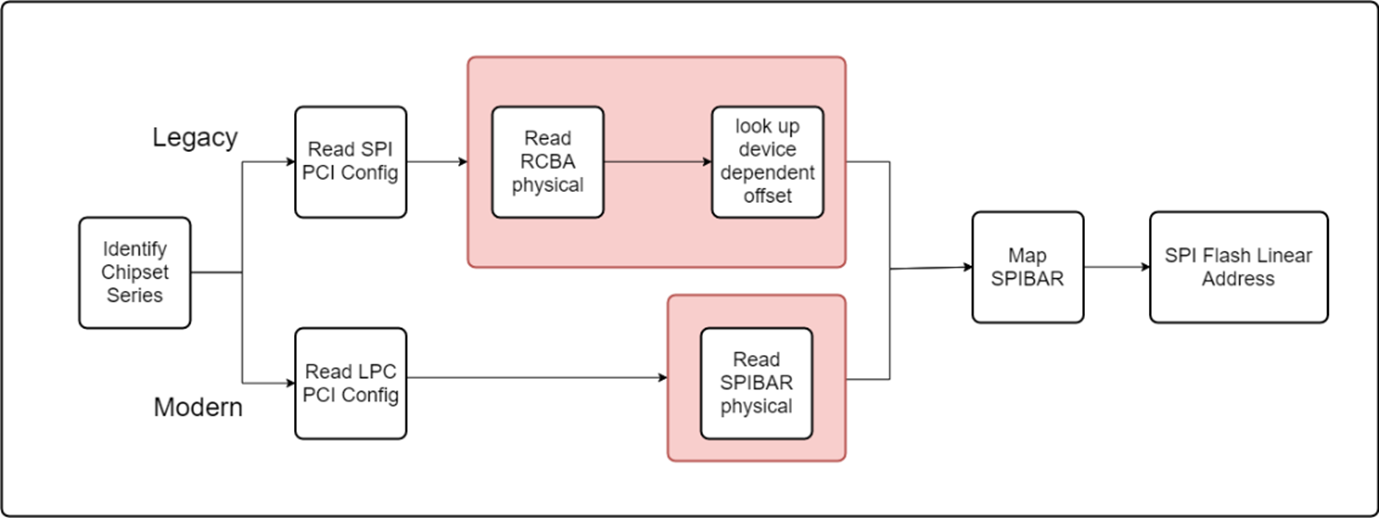 Legacy
Read SPI
PCI Config
Read
RCBA
physical
look up
device
dependent
offset
Identify
Chipset
Series
Map
SPIBAR
SPI Flash Linear
Address
Modern
Read LPC
PCI Config
Read
SPIBAR
physical